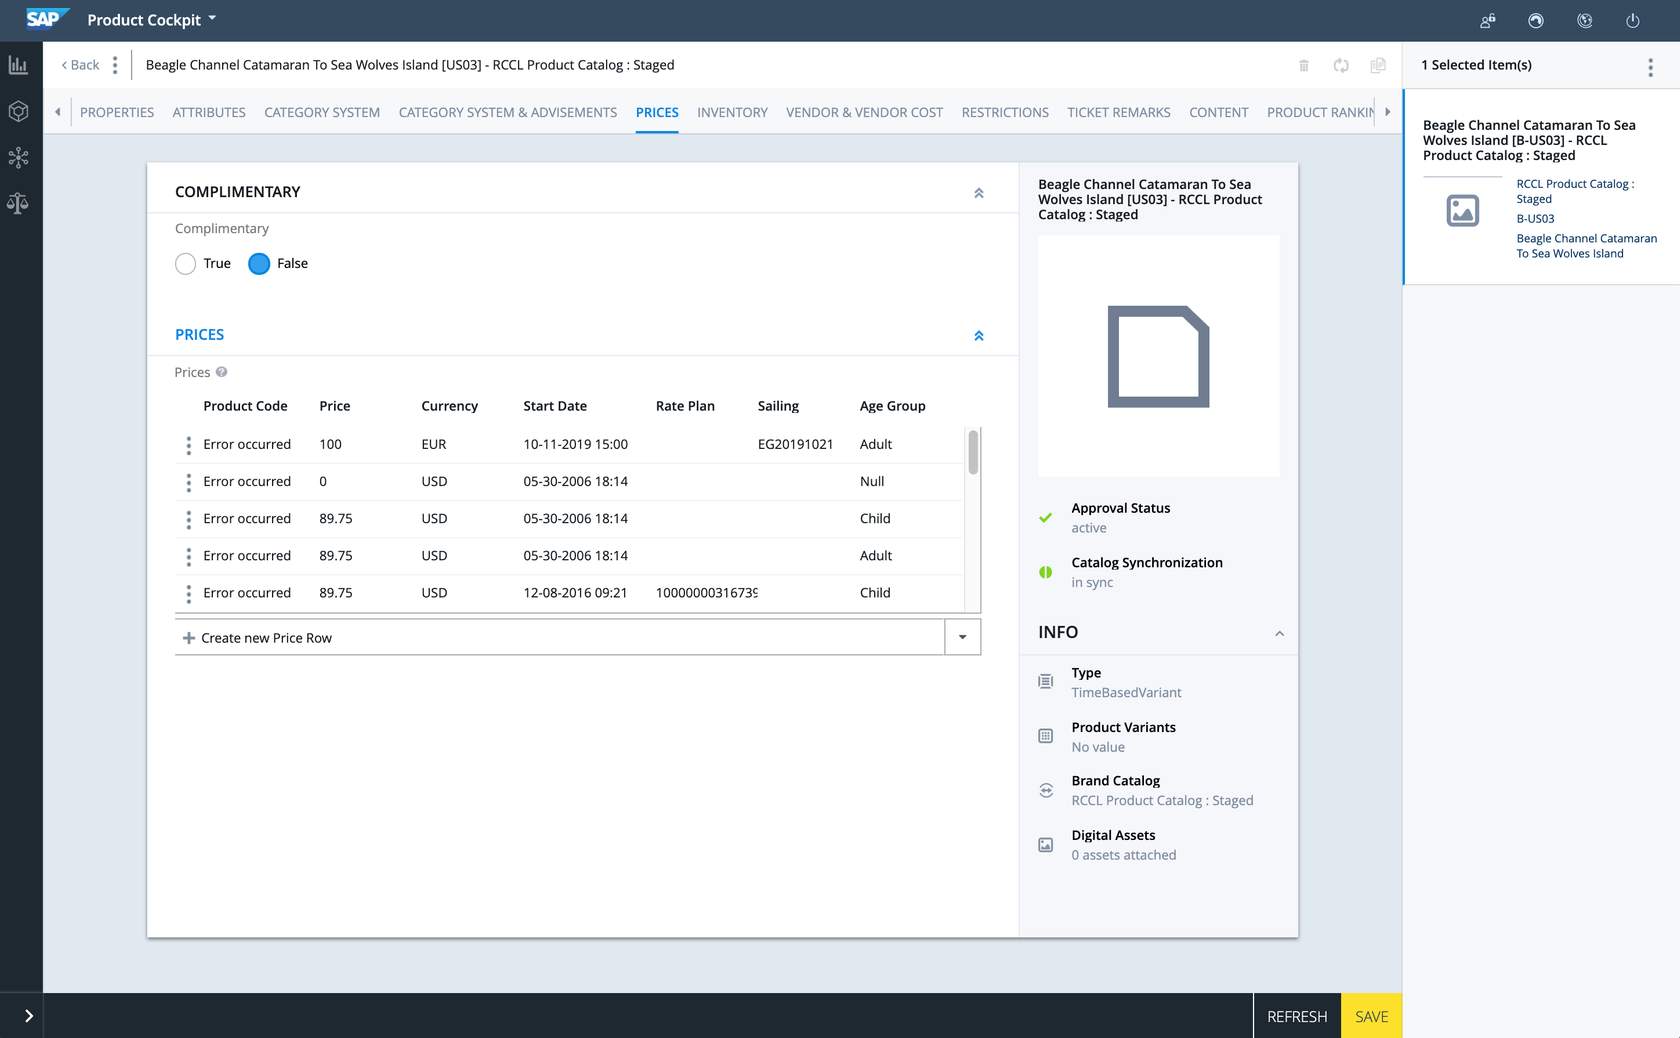 SAP Product Cockpit
< Back
Beagle Channel Catamaran To Sea Wolves Island [US03] - RCCL Product Catalog : Staged
1 Selected Item(s)
PROPERTIES ATTRIBUTES CATEGORY SYSTEM CATEGORY SYSTEM & ADVISEMENTS PRICES INVENTORY VENDOR & VENDOR COST RESTRICTIONS TICKET REMARKS CONTENT PRODUCT RANKIN
COMPLIMENTARY
Complimentary
True False
PRICES
Prices
Product Code Price Currency Start Date Rate Plan Sailing Age Group
Error occurred 100 EUR 10-11-2019 15:00 EG20191021 Adult
Error occurred 0 USD 05-30-2006 18:14 Null
Error occurred 89.75 USD 05-30-2006 18:14 Child
Error occurred 89.75 USD 05-30-2006 18:14 Adult
Error occurred 89.75 USD 12-08-2016 09:21 1000000031673 Child
+ Create new Price Row
Beagle Channel Catamaran To Sea
Wolves Island [US03] - RCCL Product
Catalog : Staged
Approval Status
active
Catalog Synchronization
in sync
INFO
Type
TimeBasedVariant
Product Variants
No value
Brand Catalog
RCCL Product Catalog : Staged
Digital Assets
0 assets attached
Beagle Channel Catamaran To Sea
Wolves Island [B-US03] - RCCL
Product Catalog : Staged
RCCL Product Catalog :
Staged
B-US03
Beagle Channel Catamaran
To Sea Wolves Island
REFRESH SAVE